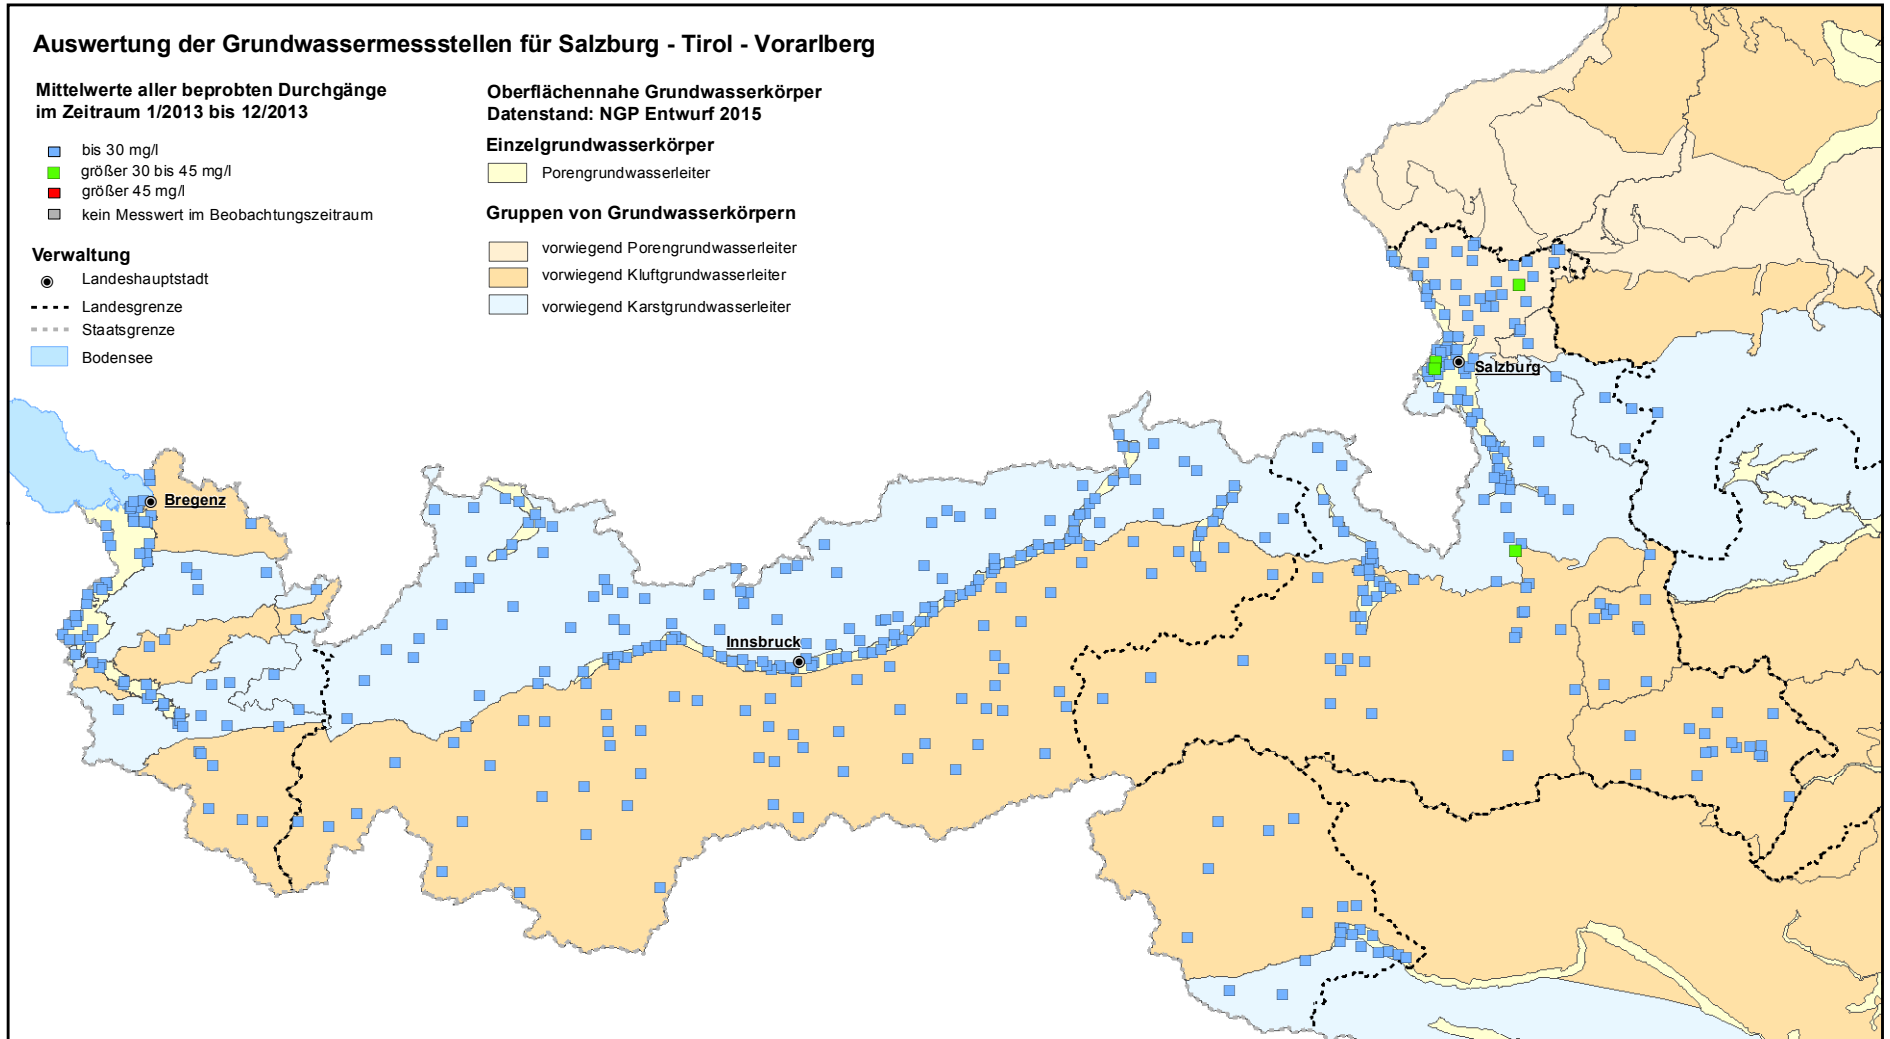 Auswertung der Grundwassermessstellen für Salzburg - Tirol - Vorarlberg
Mittelwerte aller beprobten Durchgänge
im Zeitraum 1/2013 bis 12/2013
bis 30 mg/l
größer 30 bis 45 mg/l
größer 45 mg/l
kein Messwert im Beobachtungszeitraum
Verwaltung
Landeshauptstadt
Landesgrenze
Staatsgrenze
Bodensee
Oberflächennahe Grundwasserkörper
Datenstand: NGP Entwurf 2015
Einzelgrundwasserkörper
Porengrundwasserleiter
Gruppen von Grundwasserkörpern
vorwiegend Porengrundwasserleiter
vorwiegend Kluftgrundwasserleiter
vorwiegend Karstgrundwasserleiter
Salzburg
Bregenz
Innsbruck